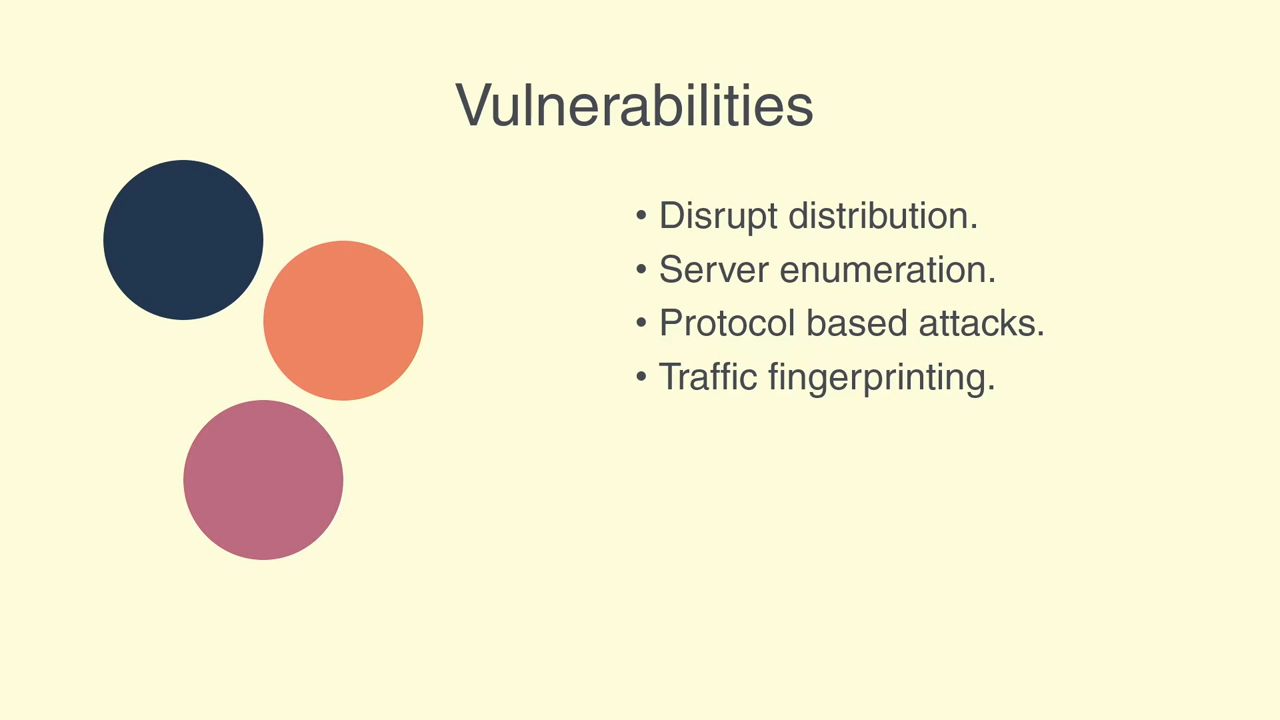 Vulnerabilities
• Disrupt distribution.
• Server enumeration.
• Protocol based attacks.
• Traffic fingerprinting.